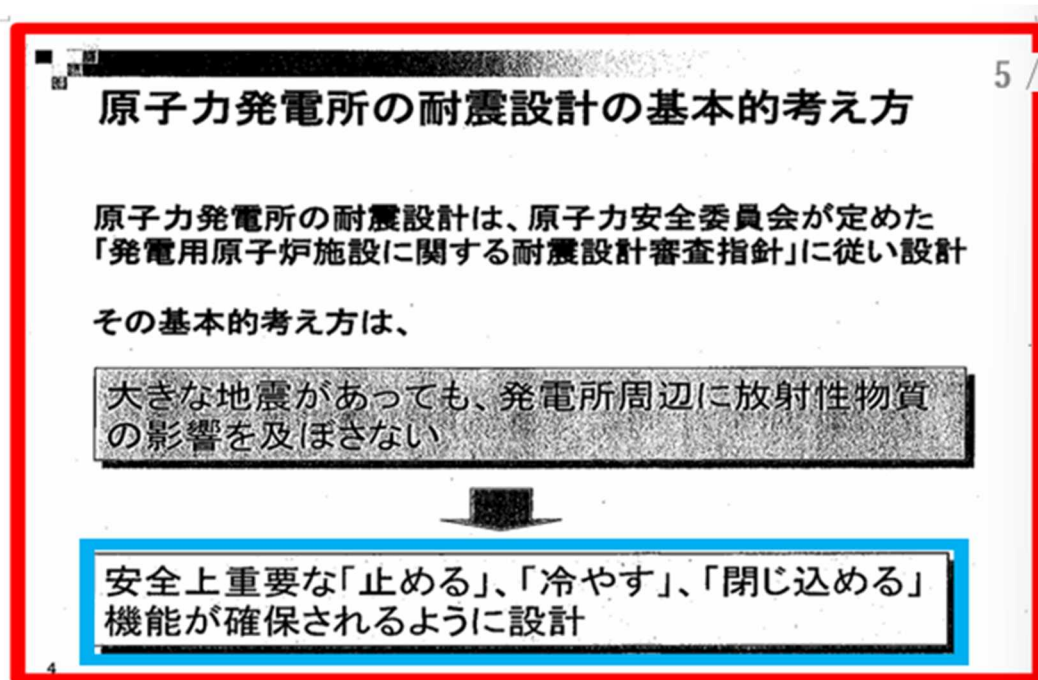 5 /
原子力発電所の耐震設計の基本的考え方
原子力発電所の耐震設計は、原子力安全委員会が定めた
「発電用原子炉施設に関する耐震設計審査指針」に従い設計
その基本的考え方は、
大きな地震があっても、発電所周辺に放射性物質
の影響を及ぼさない
安全上重要な「止める」、「冷やす」、「閉じ込める」
機能が確保されるように設計
4